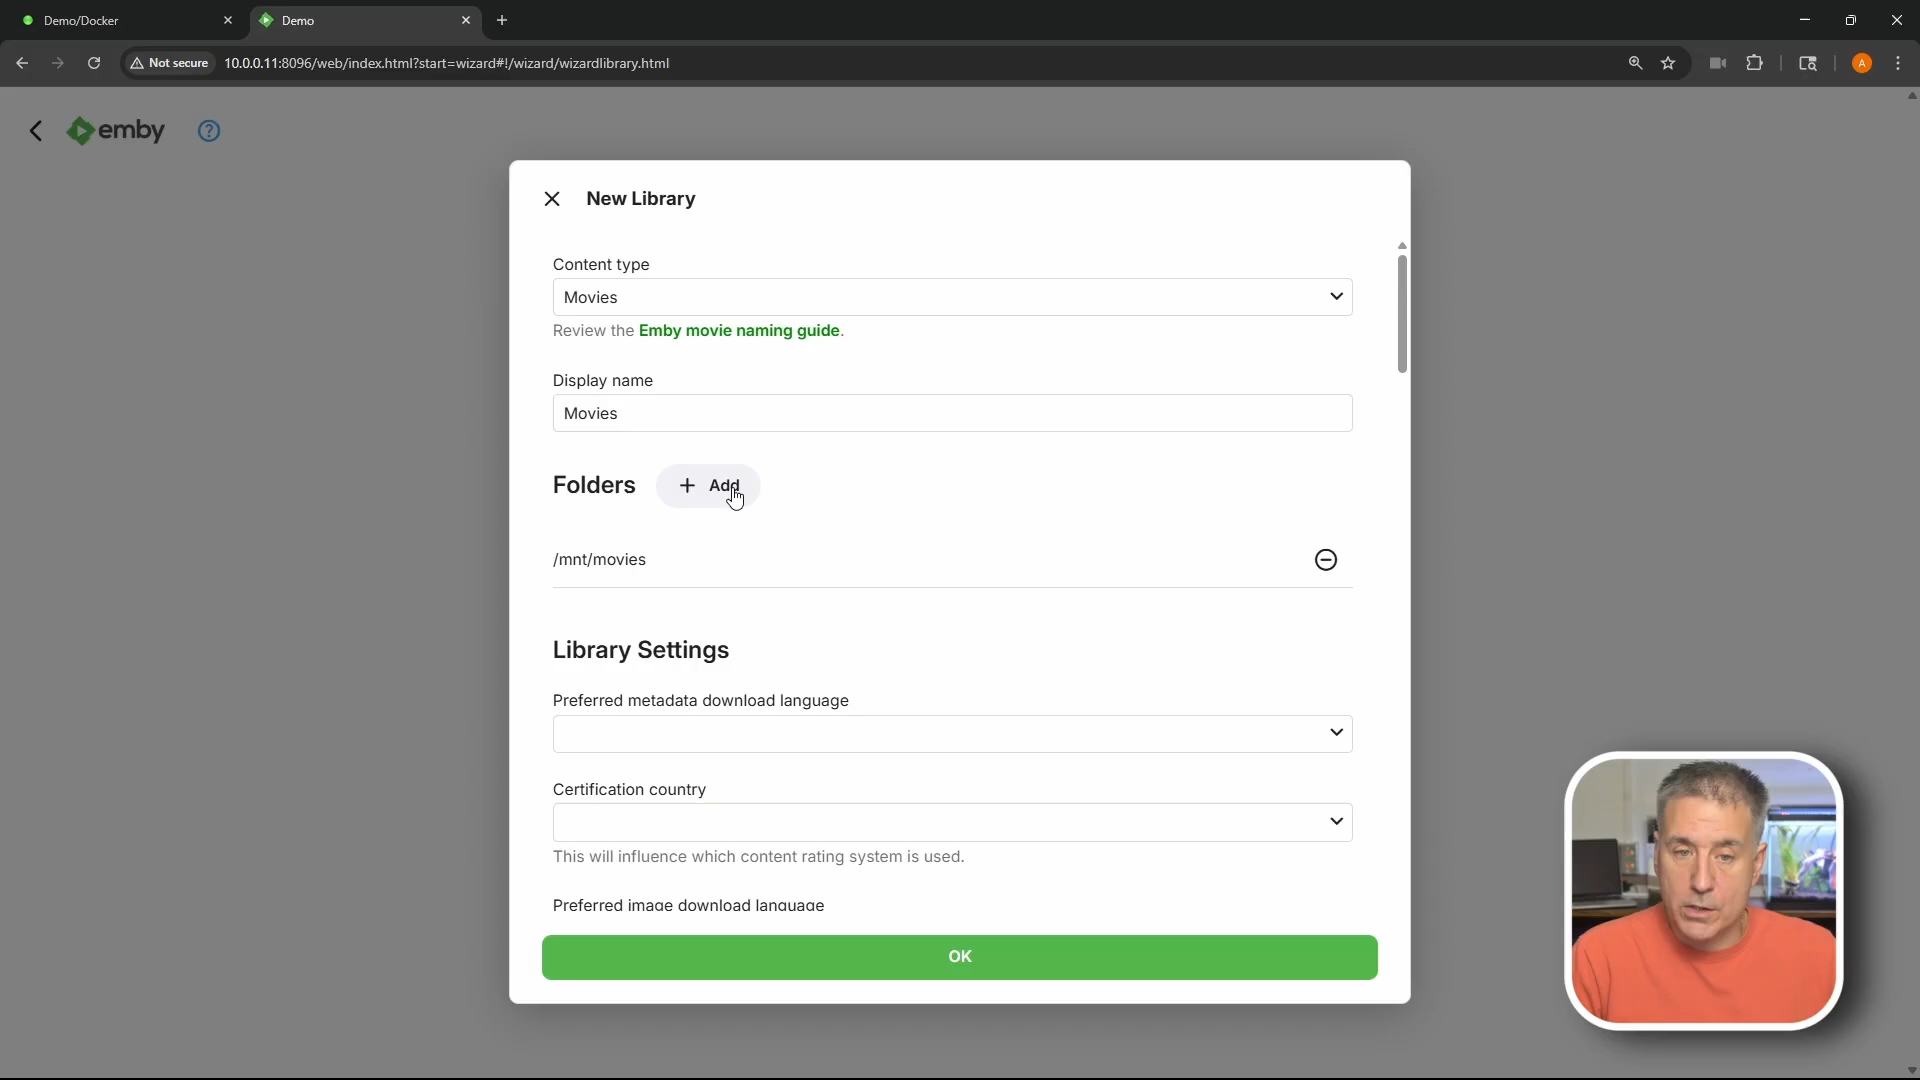 Demo/Docker
Demo
Not secure
10.0.0.11:8096/web/index.html?start=wizard#!/wizard/wizardlibrary.html
A
emby
?
New Library
Content type
Movies
Review the Emby movie naming guide.
Display name
Movies
Folders
+ Add
/mnt/movies
Library Settings
Preferred metadata download language
Certification country
This will influence which content rating system is used.
Preferred image download language
OK